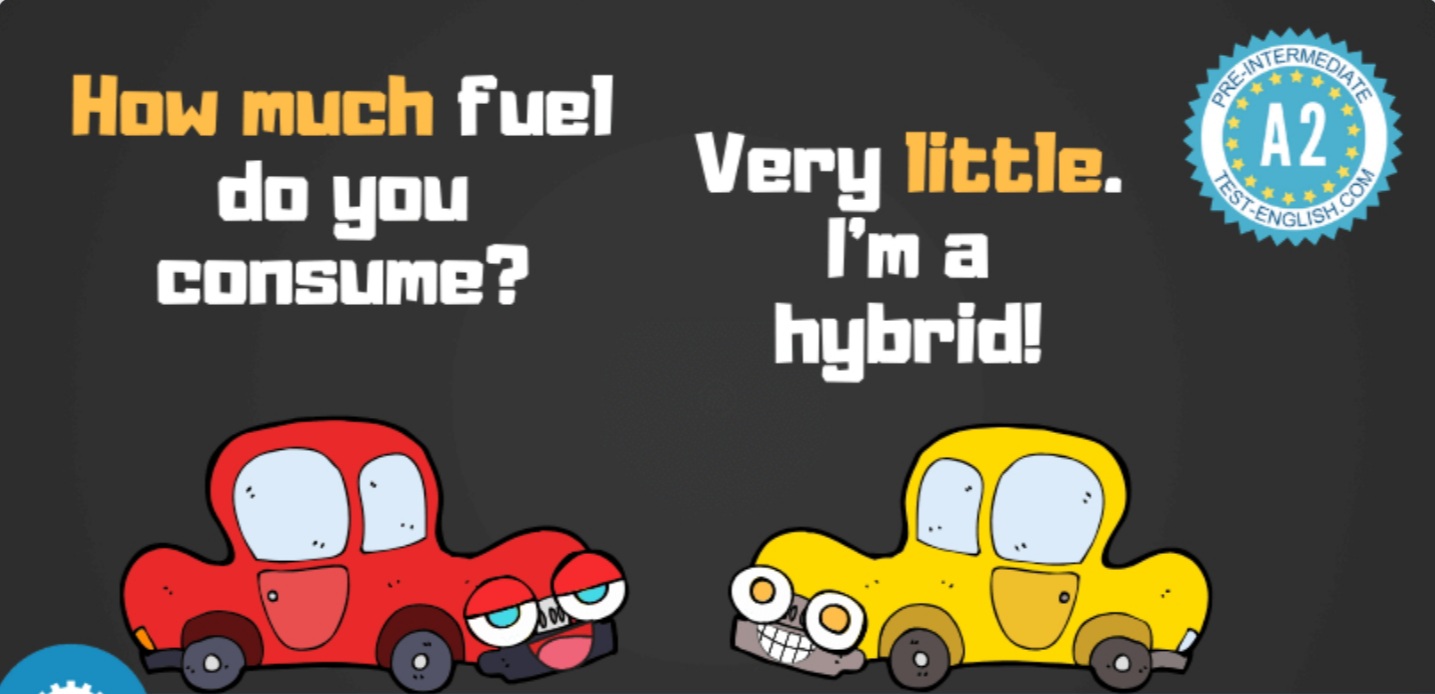 How much fuel
do you
consume?
Very little.
I'm a
hybrid!
PRE-INTERMEDIATE
A2
TEST-ENGLISH.COM